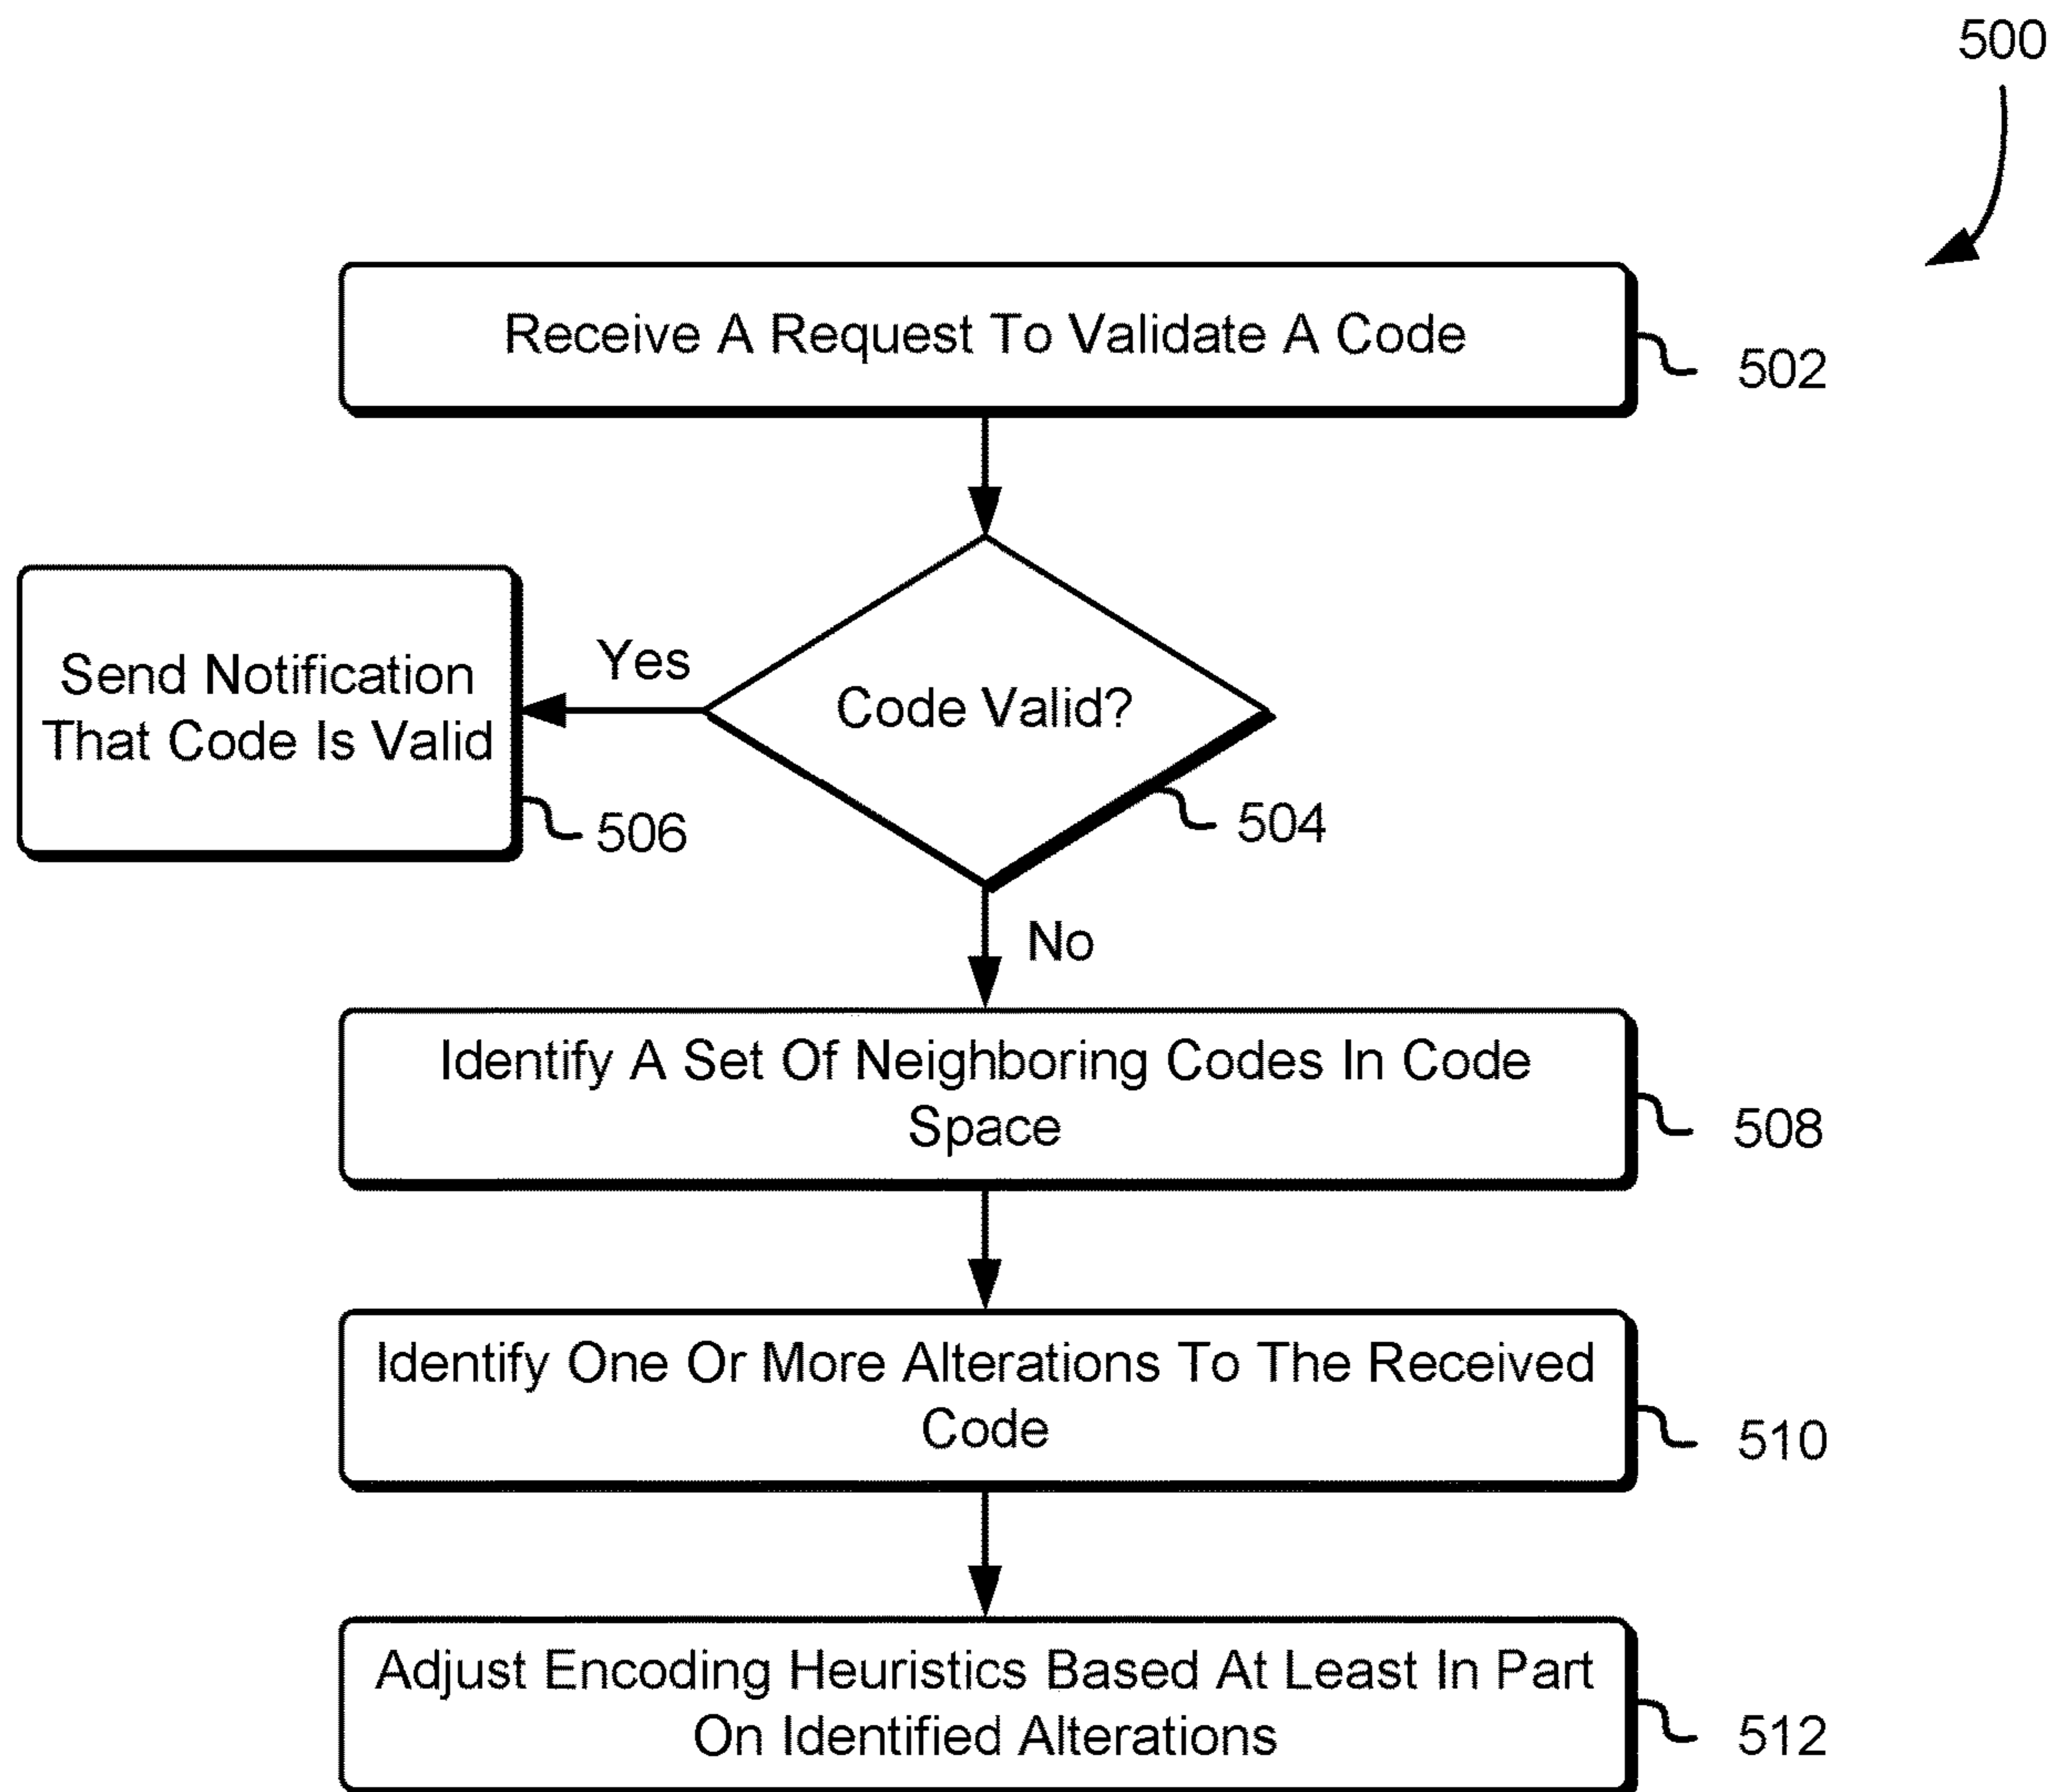 500
Receive A Request To Validate A Code
502
Send Notification
That Code Is Valid
506
Yes
Code Valid?
504
No
Identify A Set Of Neighboring Codes In Code
Space
508
Identify One Or More Alterations To The Received
Code
510
Adjust Encoding Heuristics Based At Least In Part
On Identified Alterations
512